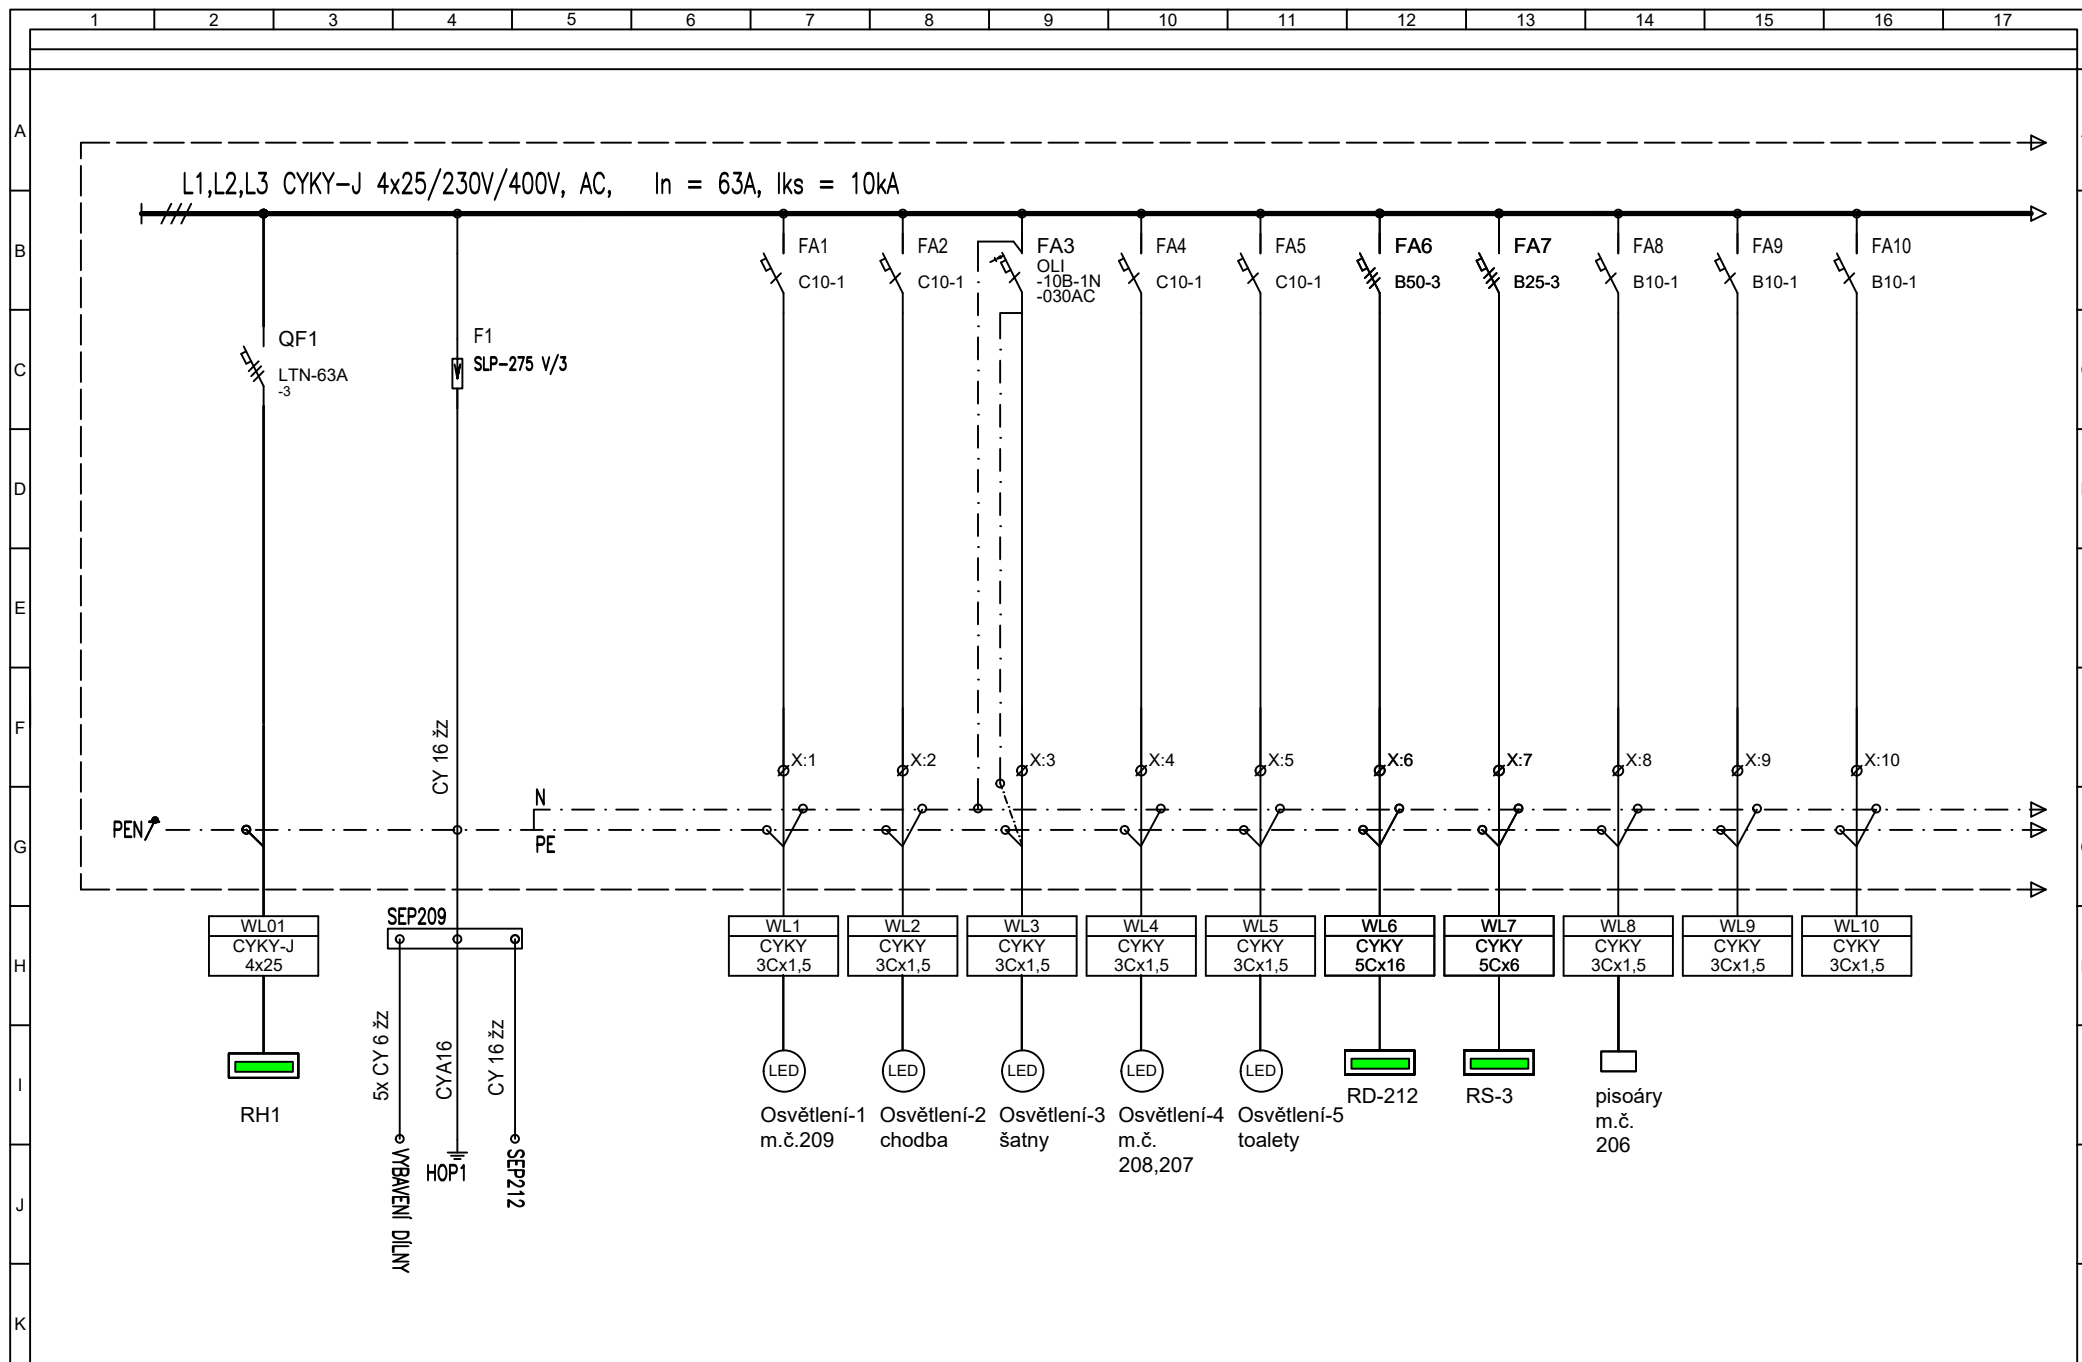 1 2 3 4 5 6 7 8 9 10 11 12 13 14 15 16 17
A
L1,L2,L3 CYKY-J 4x25/230V/400V, AC, In = 63A, Iks = 10kA
B
FA1
C10-1
FA2
C10-1
FA3
OLI
-10B-1N
-030AC
FA4
C10-1
FA5
C10-1
FA6
B50-3
FA7
B25-3
FA8
B10-1
FA9
B10-1
FA10
B10-1
C
QF1
LTN-63A
-3
F1
SLP-275 V/3
D
E
F
CY 16 žz
X:1 X:2 X:3 X:4 X:5 X:6 X:7 X:8 X:9 X:10
N
PEN
PE
G
H
WL01
CYKY-J
4x25
SEP209
WL1
CYKY
3Cx1,5
WL2
CYKY
3Cx1,5
WL3
CYKY
3Cx1,5
WL4
CYKY
3Cx1,5
WL5
CYKY
3Cx1,5
WL6
CYKY
5Cx16
WL7
CYKY
5Cx6
WL8
CYKY
3Cx1,5
WL9
CYKY
3Cx1,5
WL10
CYKY
3Cx1,5
I
RH1
5x CY 6 žz
CYA16
CY 16 žz
VYBAVENÍ DÍLNY
HOP1
SEP212
LED
Osvětlení-1
m.č.209
LED
Osvětlení-2
chodba
LED
Osvětlení-3
šatny
LED
Osvětlení-4
m.č.
208,207
LED
Osvětlení-5
toalety
RD-212
RS-3
pisoáry
m.č.
206
J
K